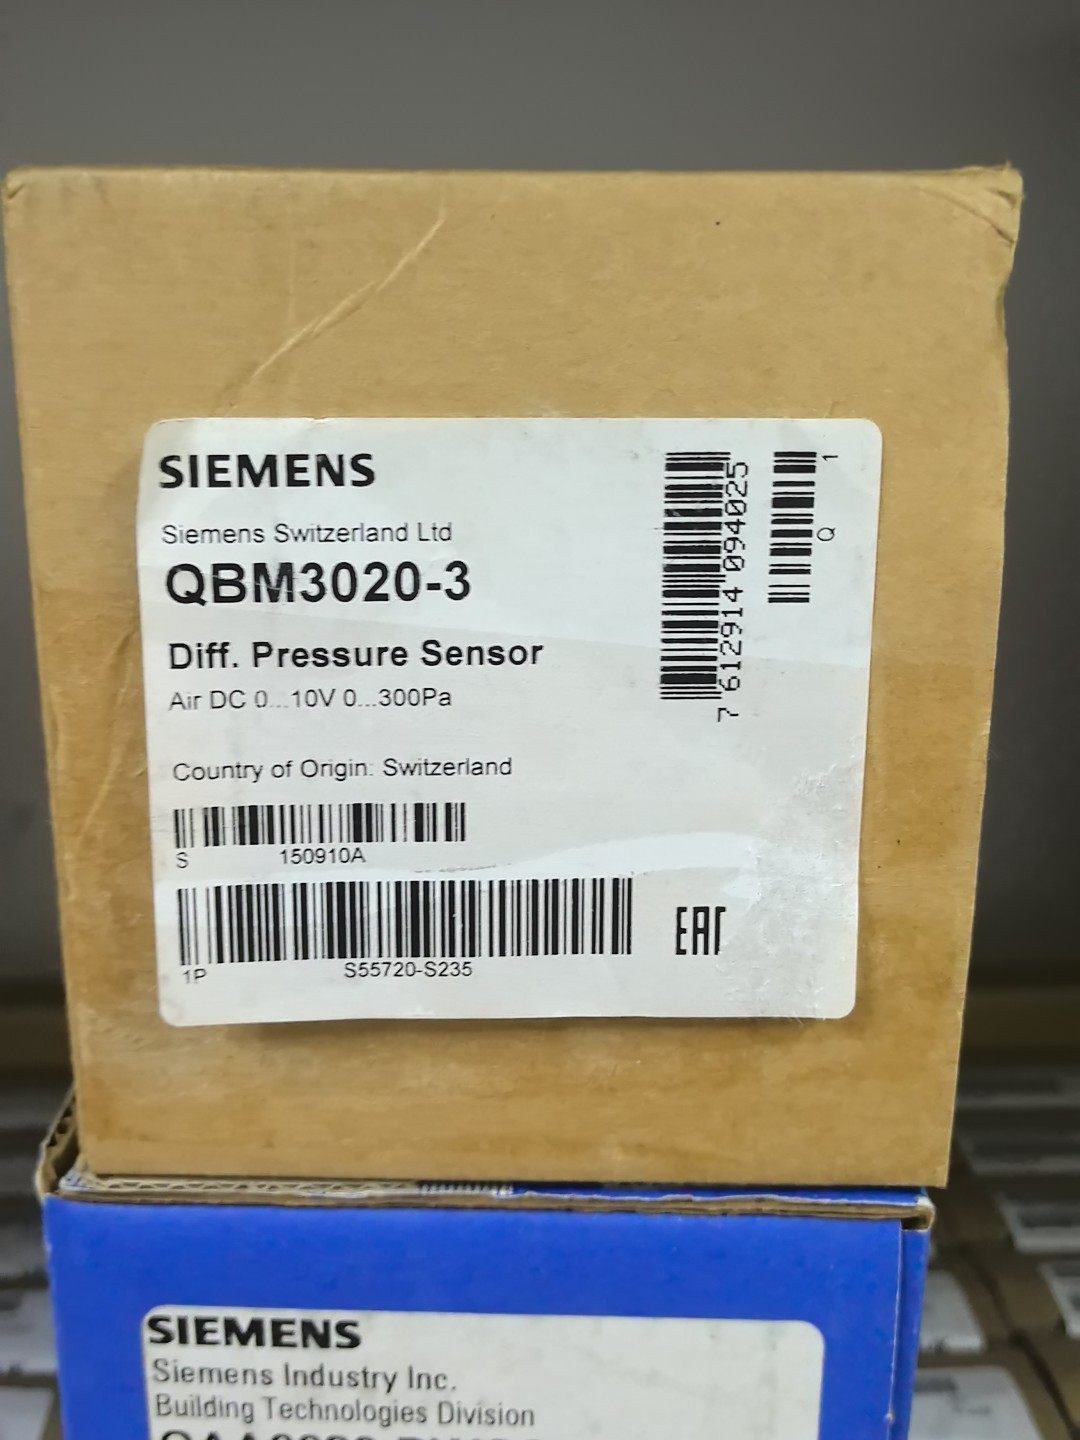 SIEMENS
Siemens Switzerland Ltd
QBM3020-3
Diff. Pressure Sensor
Air DC 0...10V 0...300Pa
Country of Origin: Switzerland
S 150910A
1P S55720-S235
EAC
7 612914 094025
Q 1
SIEMENS
Siemens Industry Inc.
Building Technologies Division